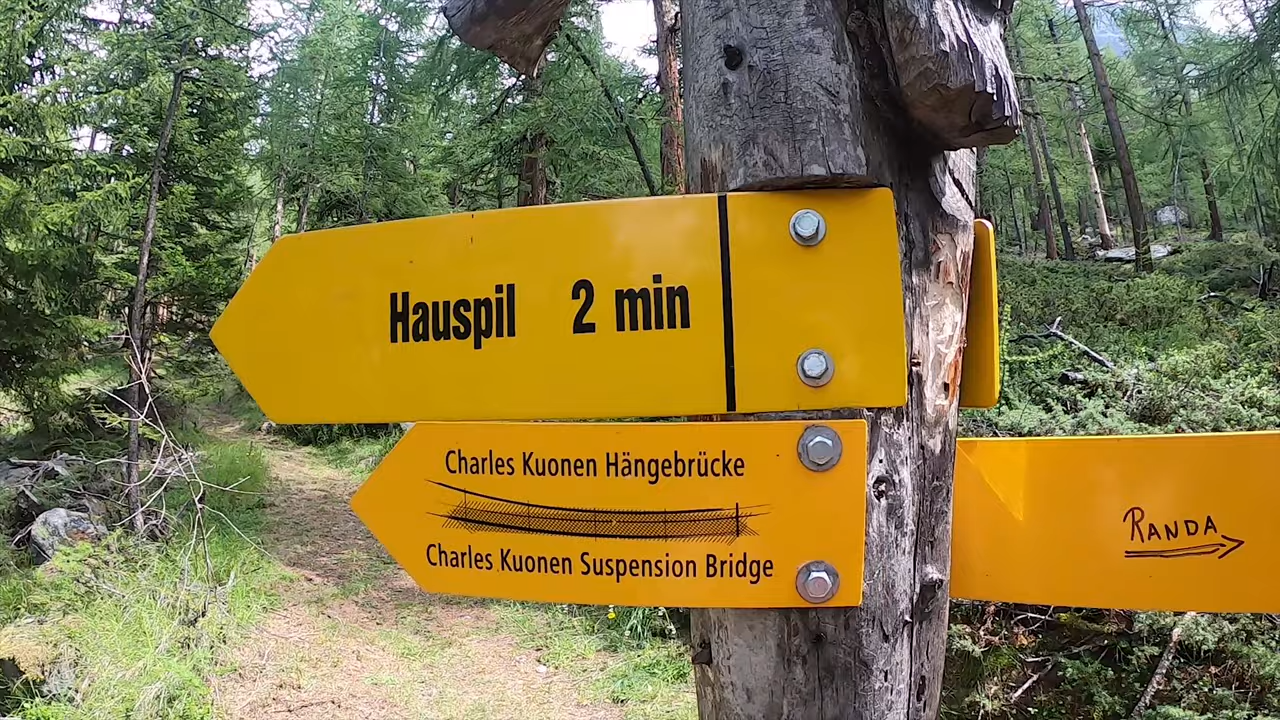 Hauspil 2 min
Charles Kuonen Hängebrücke
Charles Kuonen Suspension Bridge
RANDA